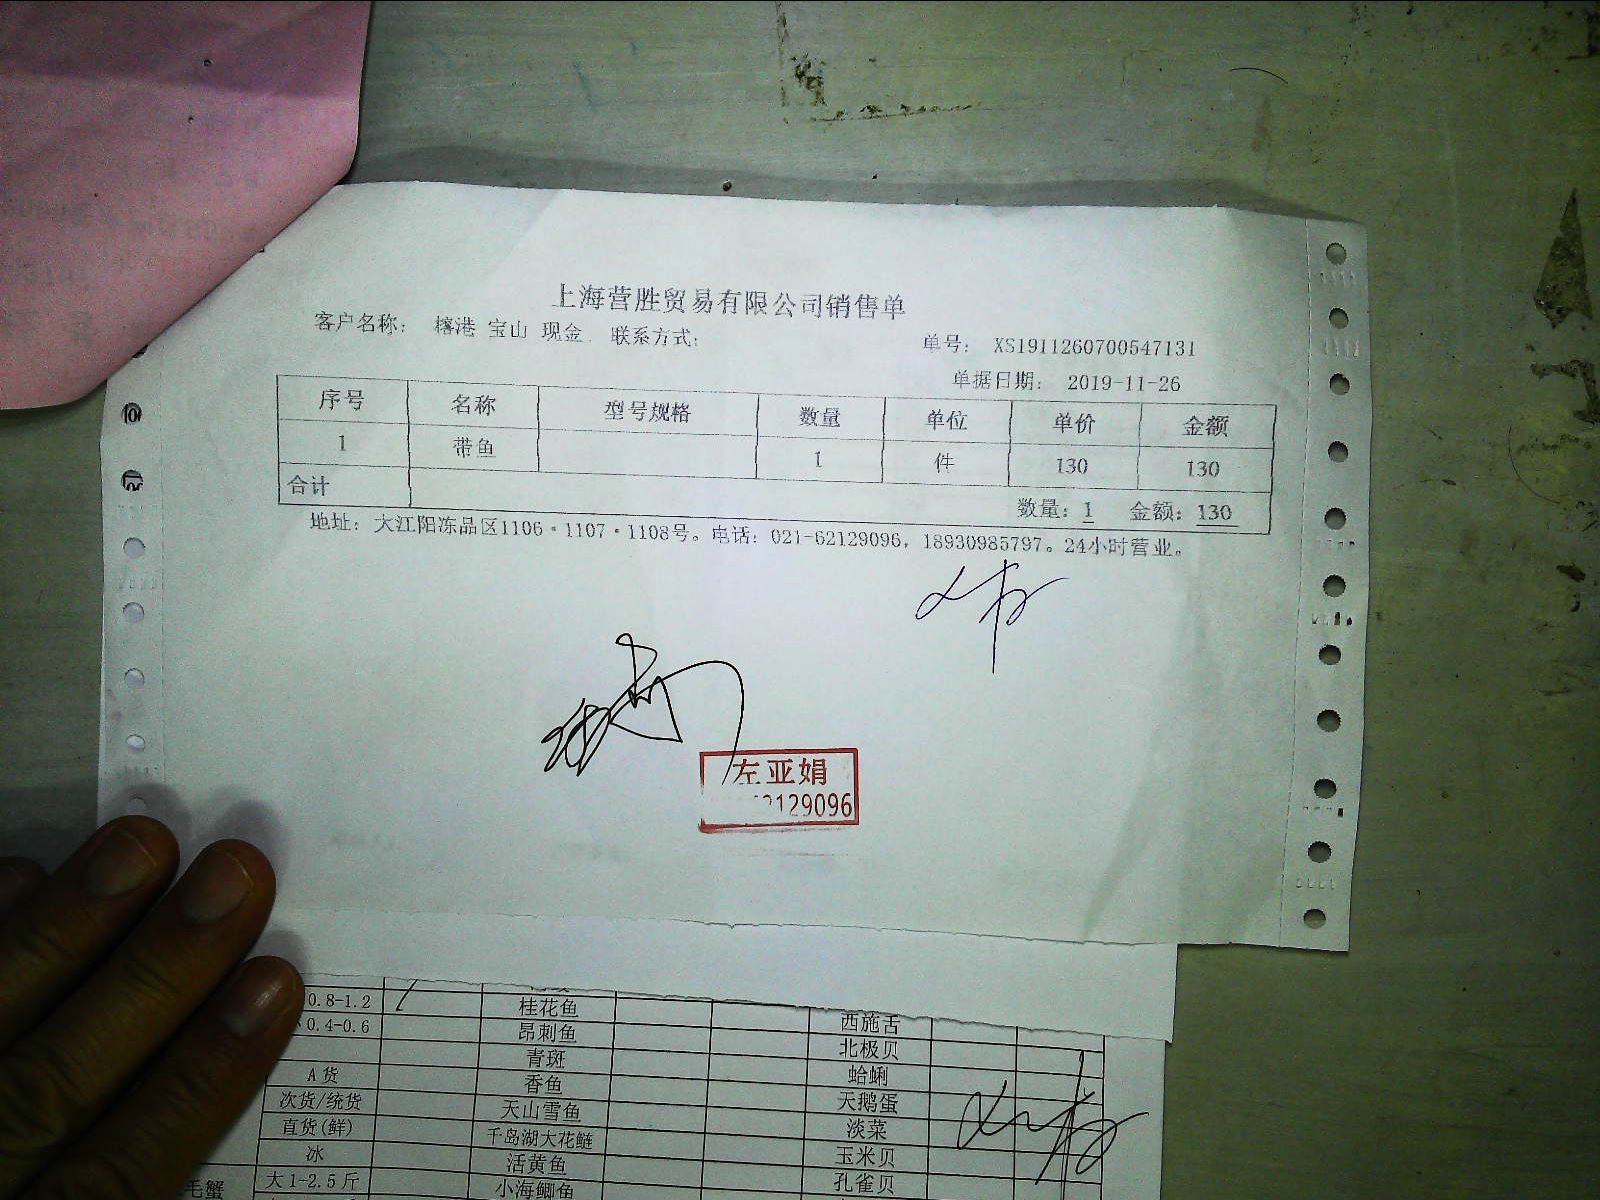 上海营胜贸易有限公司销售单
客户名称： 榰港 宝山 现金． 联系方式：
单号： XS1911260700547131
单据日期： 2019-11-26
序号 名称 型号规格 数量 单位 单价 金额
1 带鱼 1 件 130 130
合计 数量：1 金额：130
地址：大江阳冻品区1106·1107·1108号。电话：021-62129096，18930985797。24小时营业。
左亚娟
2129096
0.8-1.2 桂花鱼 西施舌
0.4-0.6 昂刺鱼 北极贝
青斑 蛤蜊
A货 香鱼 天鹅蛋
次货/统货 天山雪鱼 淡菜
直货(鲜) 千岛湖大花鲢 玉米贝
冰 活黄鱼 孔雀贝
毛蟹 大1-2.5斤 小海鲫鱼